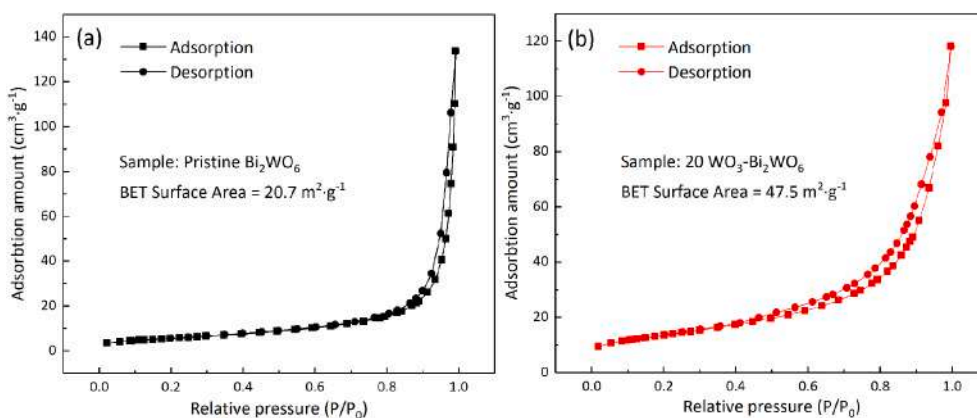 (a)
Adsorption
Desorption
Sample: Pristine Bi₂WO₆
BET Surface Area = 20.7 m²·g⁻¹
Adsorbtion amount (cm³·g⁻¹)
140
120
100
80
60
40
20
0
0.0 0.2 0.4 0.6 0.8 1.0
Relative pressure (P/P₀)
(b)
Adsorption
Desorption
Sample: 20 WO₃-Bi₂WO₆
BET Surface Area = 47.5 m²·g⁻¹
Adsorbtion amount (cm³·g⁻¹)
120
100
80
60
40
20
0
0.0 0.2 0.4 0.6 0.8 1.0
Relative pressure (P/P₀)